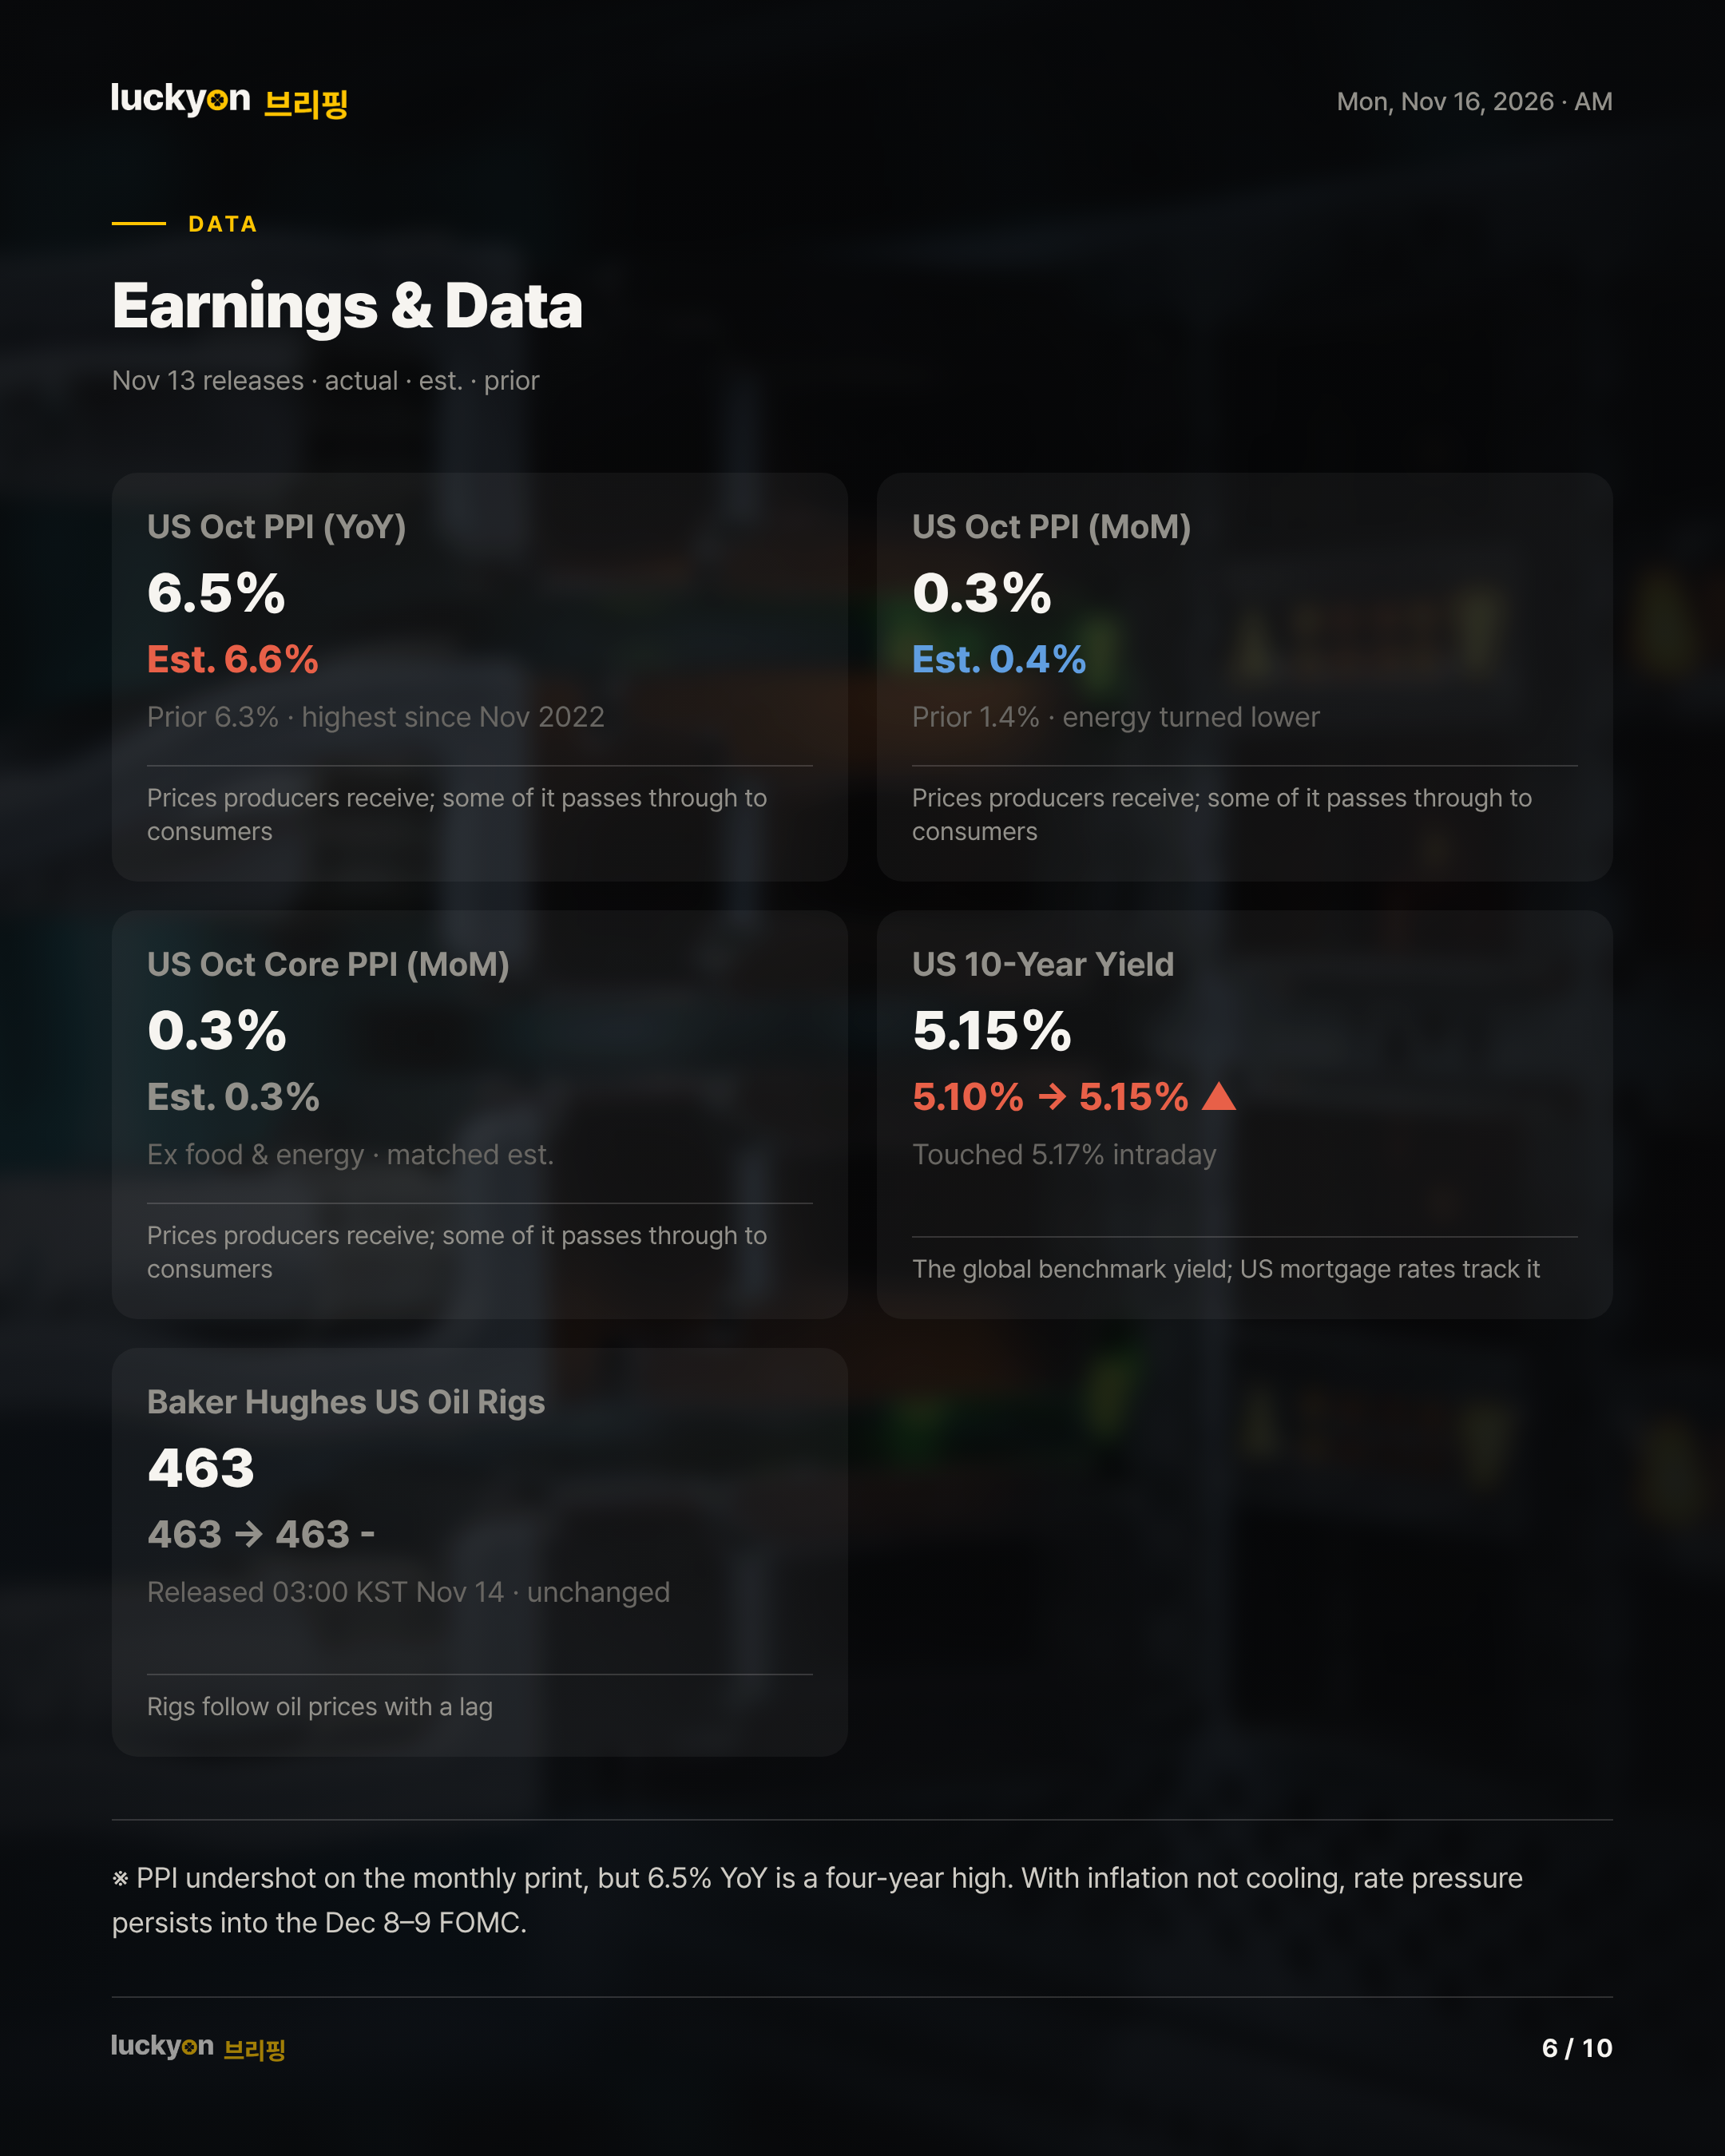 luckyon 브리핑
Mon, Nov 16, 2026 · AM
DATA
Earnings & Data
Nov 13 releases · actual · est. · prior
US Oct PPI (YoY)
6.5%
Est. 6.6%
Prior 6.3% · highest since Nov 2022
Prices producers receive; some of it passes through to
consumers
US Oct PPI (MoM)
0.3%
Est. 0.4%
Prior 1.4% · energy turned lower
Prices producers receive; some of it passes through to
consumers
US Oct Core PPI (MoM)
0.3%
Est. 0.3%
Ex food & energy · matched est.
Prices producers receive; some of it passes through to
consumers
US 10-Year Yield
5.15%
5.10% → 5.15% ▲
Touched 5.17% intraday
The global benchmark yield; US mortgage rates track it
Baker Hughes US Oil Rigs
463
463 → 463 -
Released 03:00 KST Nov 14 · unchanged
Rigs follow oil prices with a lag
※ PPI undershot on the monthly print, but 6.5% YoY is a four-year high. With inflation not cooling, rate pressure
persists into the Dec 8–9 FOMC.
luckyon 브리핑
6 / 10